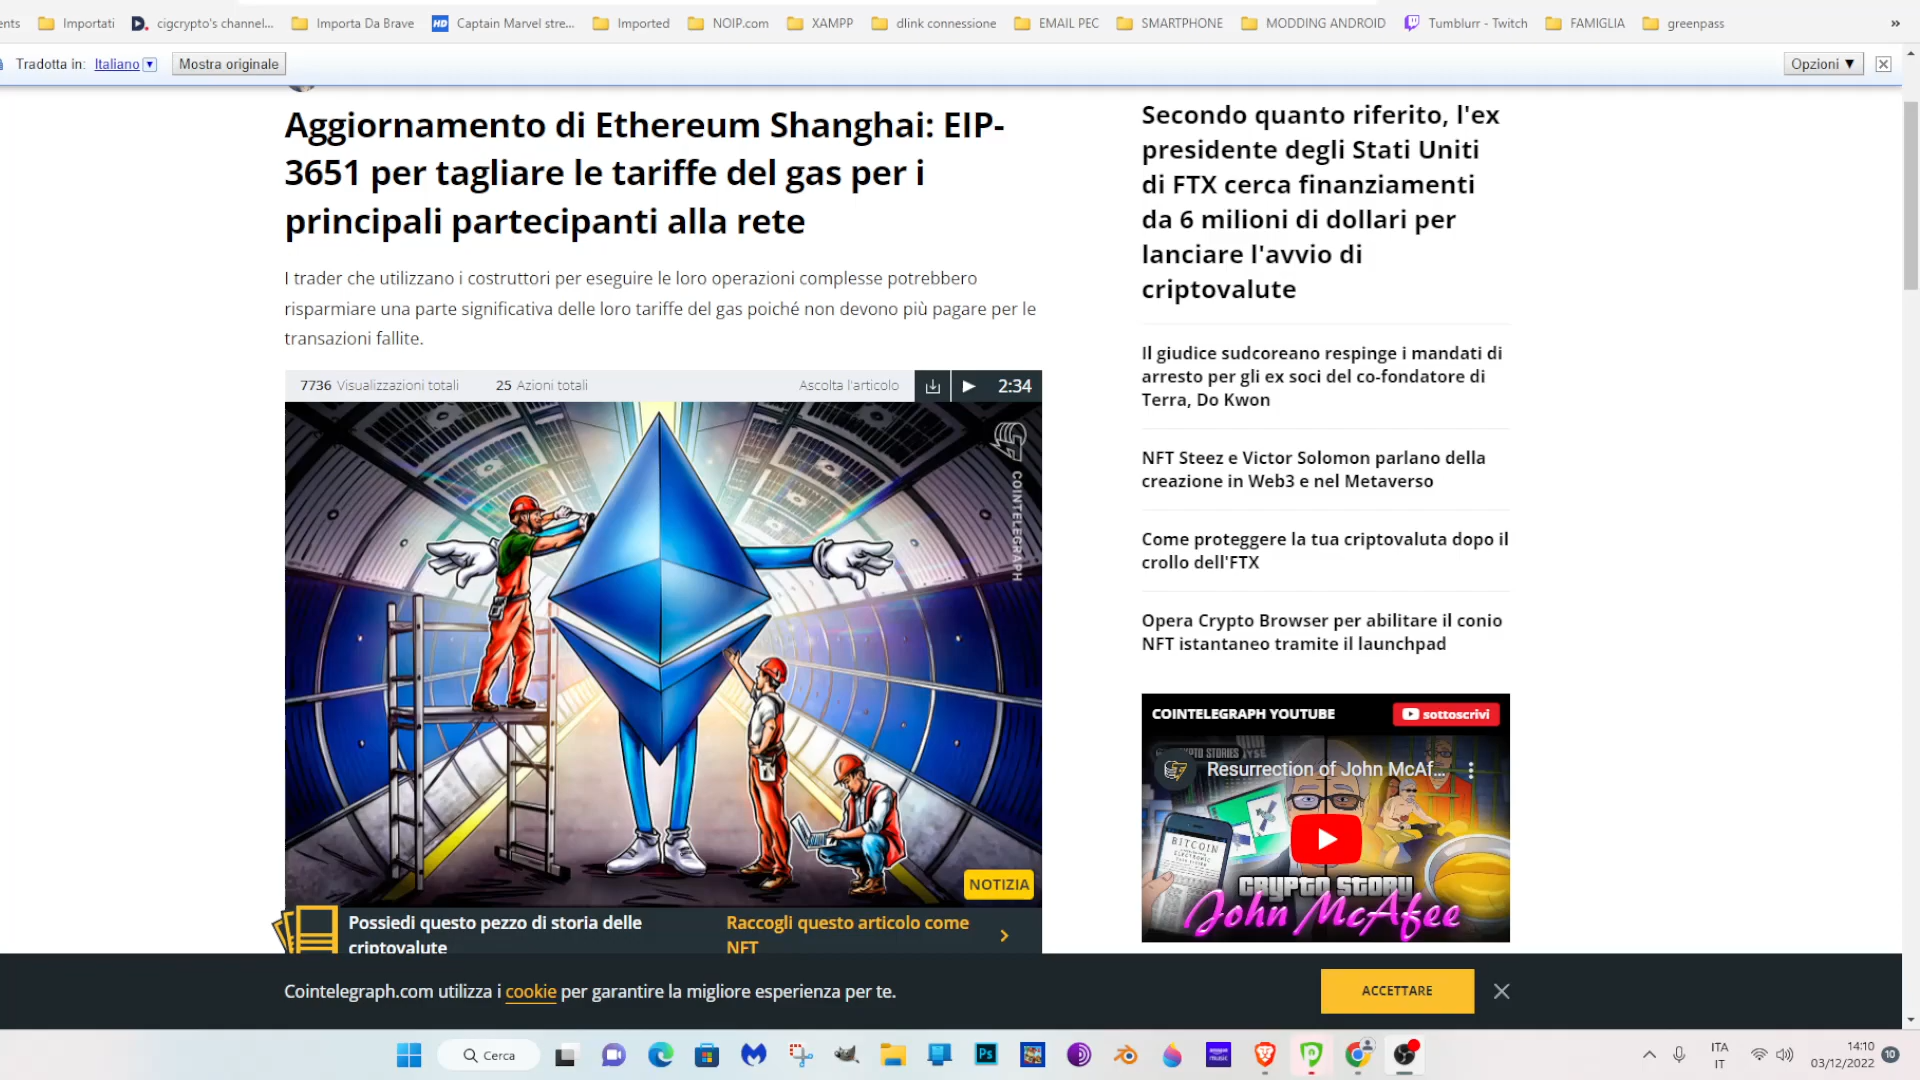 ents
Importati
cigcrypto's channel...
Importa Da Brave
HD
Captain Marvel stre...
Imported
NOIP.com
XAMPP
dlink connessione
EMAIL PEC
SMARTPHONE
MODDING ANDROID
Tumblurr - Twitch
FAMIGLIA
greenpass
»
Tradotta in: Italiano
Mostra originale
Opzioni ▼
Aggiornamento di Ethereum Shanghai: EIP-
3651 per tagliare le tariffe del gas per i
principali partecipanti alla rete
I trader che utilizzano i costruttori per eseguire le loro operazioni complesse potrebbero
risparmiare una parte significativa delle loro tariffe del gas poiché non devono più pagare per le
transazioni fallite.
7736 Visualizzazioni totali
25 Azioni totali
Ascolta l'articolo
2:34
COINTELEGRAPH
NOTIZIA
Possiedi questo pezzo di storia delle
criptovalute
Raccogli questo articolo come
NFT
Secondo quanto riferito, l'ex
presidente degli Stati Uniti
di FTX cerca finanziamenti
da 6 milioni di dollari per
lanciare l'avvio di
criptovalute
Il giudice sudcoreano respinge i mandati di
arresto per gli ex soci del co-fondatore di
Terra, Do Kwon
NFT Steez e Victor Solomon parlano della
creazione in Web3 e nel Metaverso
Come proteggere la tua criptovaluta dopo il
crollo dell'FTX
Opera Crypto Browser per abilitare il conio
NFT istantaneo tramite il launchpad
COINTELEGRAPH YOUTUBE
sottoscrivi
Resurrection of John McAf...
BITCOIN
CRYPTO STORY
John McAfee
Cointelegraph.com utilizza i cookie per garantire la migliore esperienza per te.
ACCETTARE
Cerca
Ps
amazon music
ITA
IT
14:10
03/12/2022
10